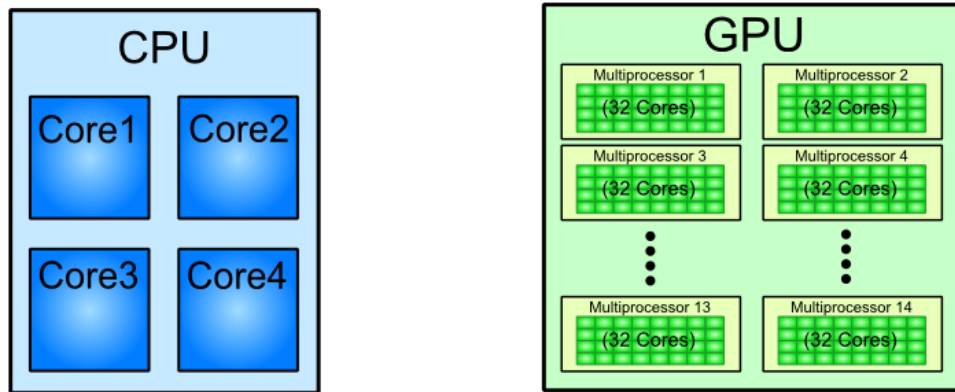 CPU
Core1
Core2
Core3
Core4
GPU
Multiprocessor 1
(32 Cores)
Multiprocessor 2
(32 Cores)
Multiprocessor 3
(32 Cores)
Multiprocessor 4
(32 Cores)
Multiprocessor 13
(32 Cores)
Multiprocessor 14
(32 Cores)